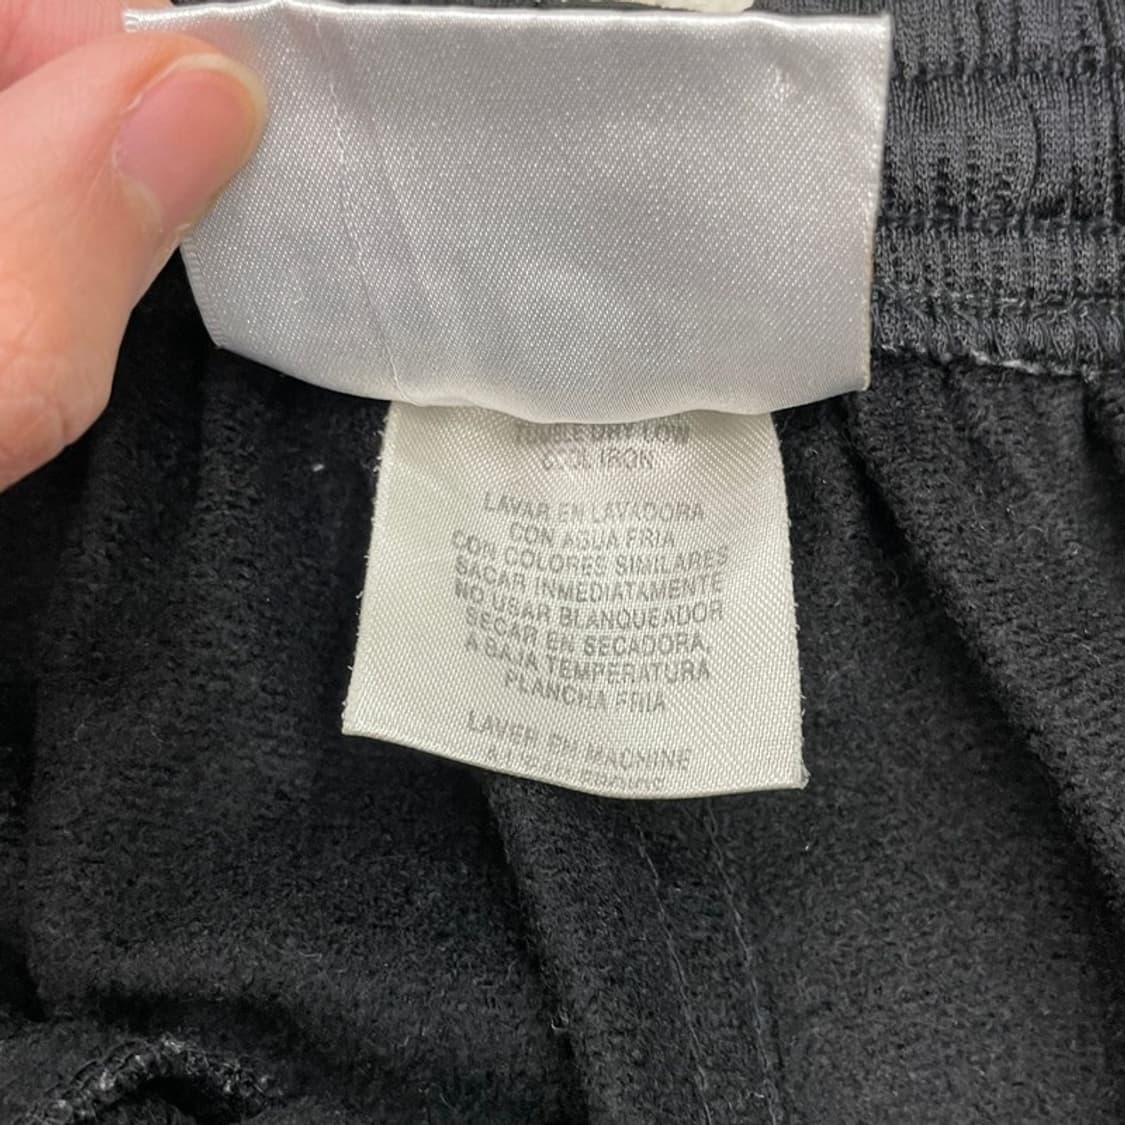 TUMBLE DRY LOW
COOL IRON
LAVAR EN LAVADORA
CON AGUA FRIA
CON COLORES SIMILARES
SACAR INMEDIATAMENTE
NO USAR BLANQUEADOR
SECAR EN SECADORA,
A BAJA TEMPERATURA
PLANCHA FRIA
LAVER EN MACHINE